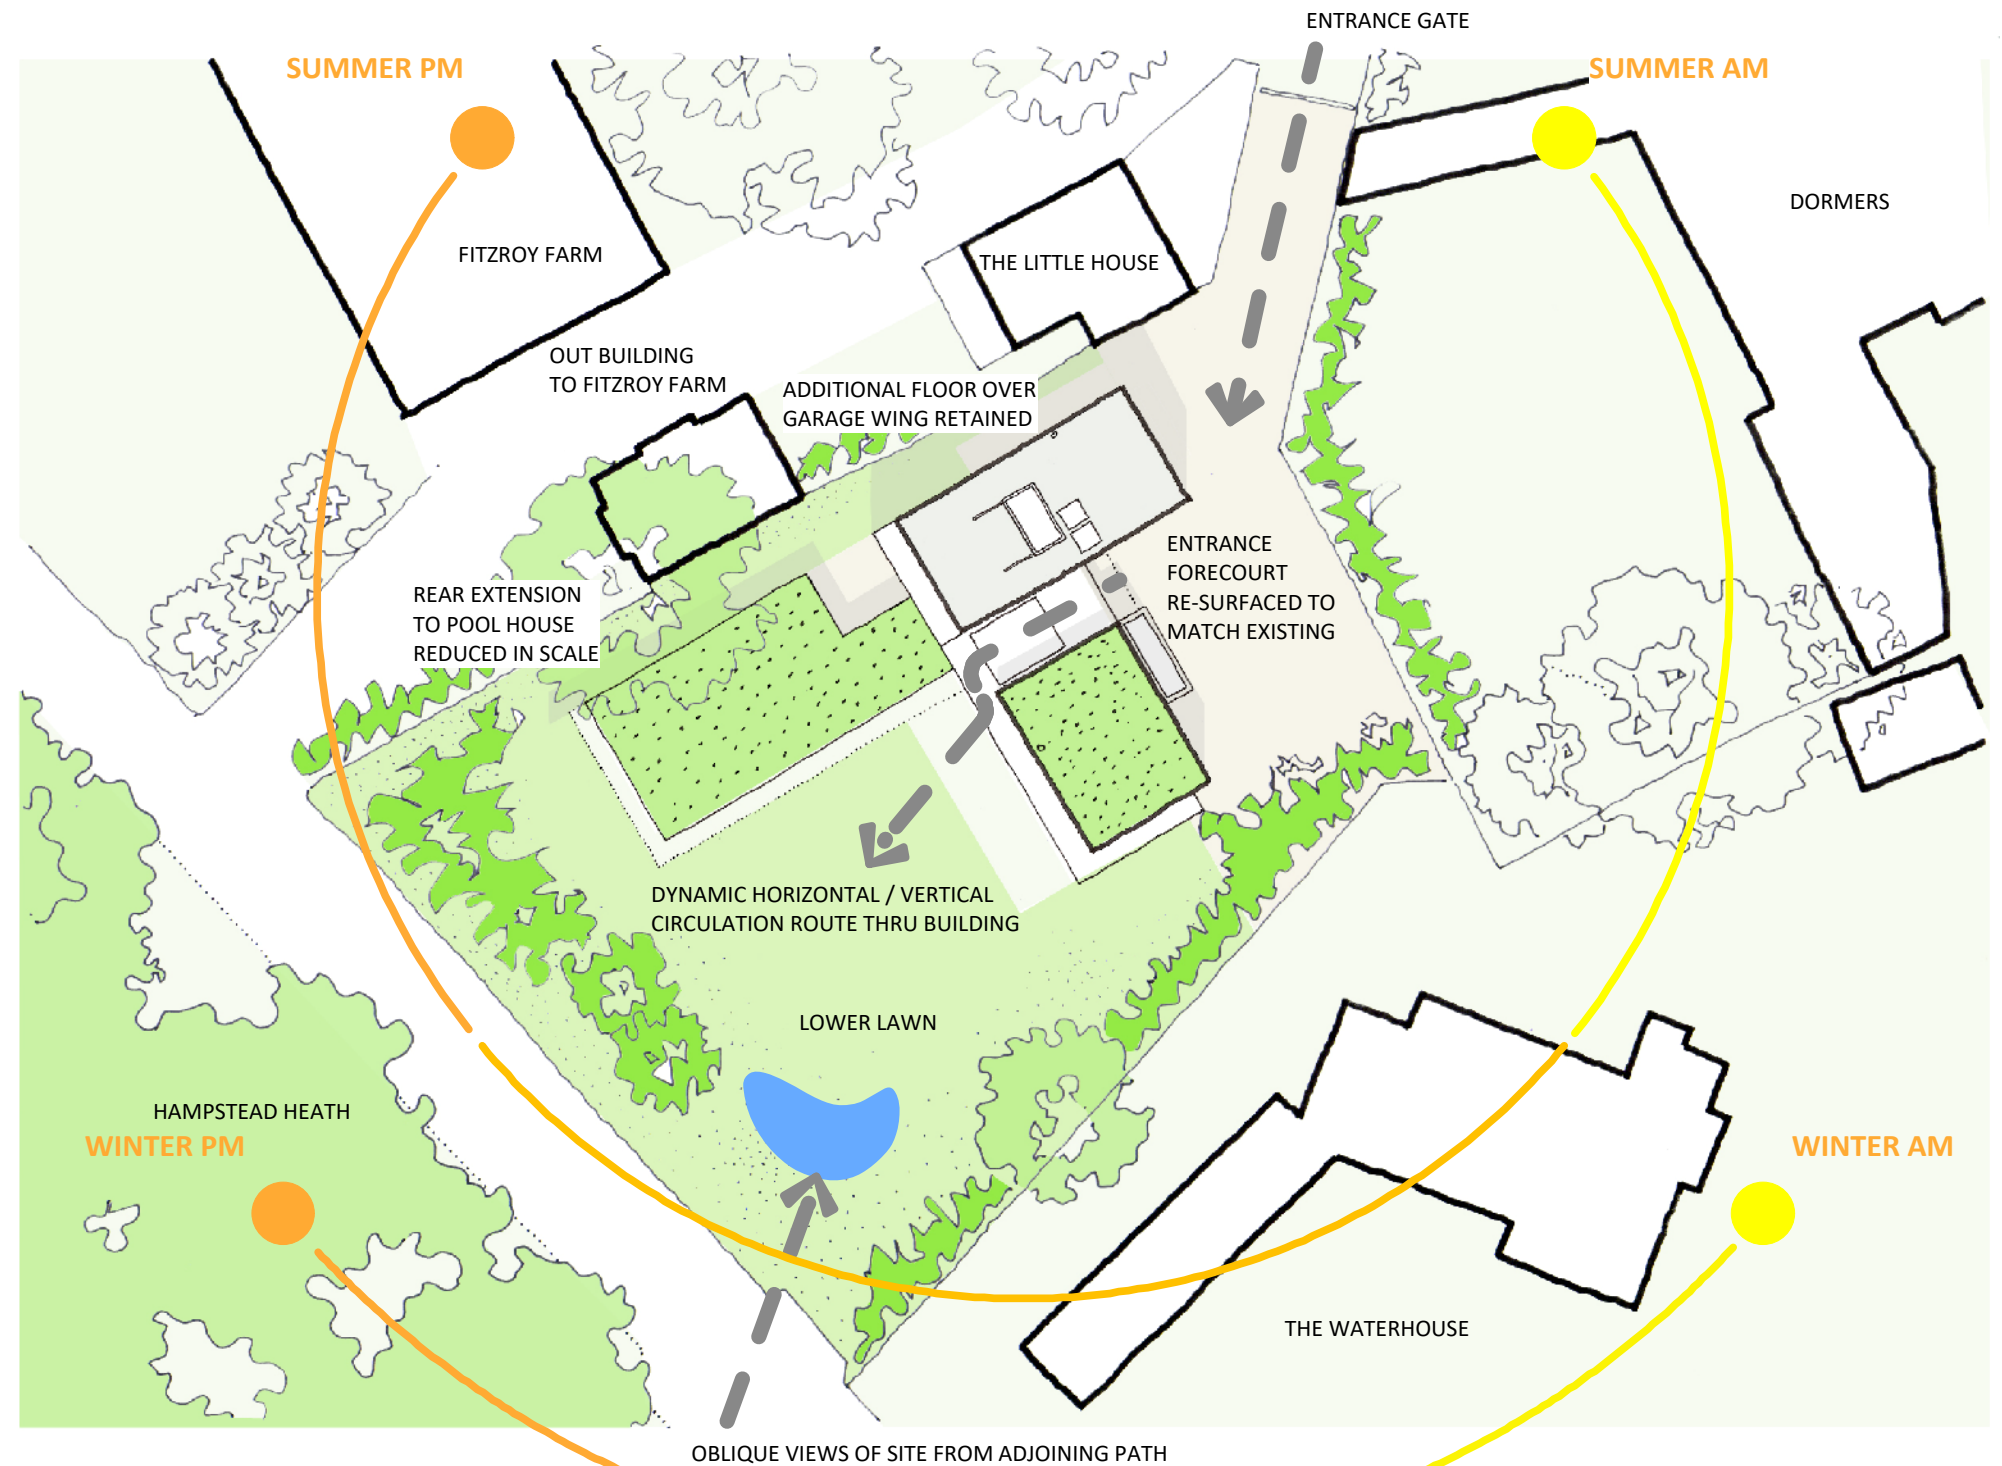 ENTRANCE GATE
SUMMER PM
SUMMER AM
DORMERS
FITZROY FARM
THE LITTLE HOUSE
OUT BUILDING
TO FITZROY FARM
ADDITIONAL FLOOR OVER
GARAGE WING RETAINED
ENTRANCE
FORECOURT
RE-SURFACED TO
MATCH EXISTING
REAR EXTENSION
TO POOL HOUSE
REDUCED IN SCALE
DYNAMIC HORIZONTAL / VERTICAL
CIRCULATION ROUTE THRU BUILDING
LOWER LAWN
HAMPSTEAD HEATH
WINTER PM
WINTER AM
THE WATERHOUSE
OBLIQUE VIEWS OF SITE FROM ADJOINING PATH